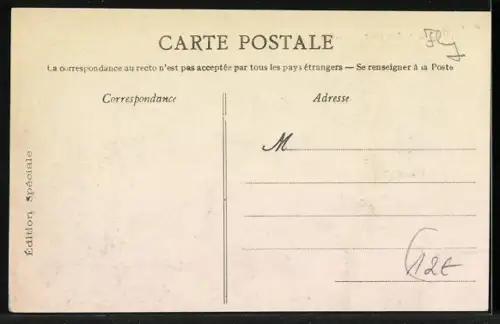 CARTE POSTALE
La correspondance au recto n'est pas acceptée par tous les pays étrangers — Se renseigner à la Poste
Correspondance
Adresse
M
Édition Spéciale
12€